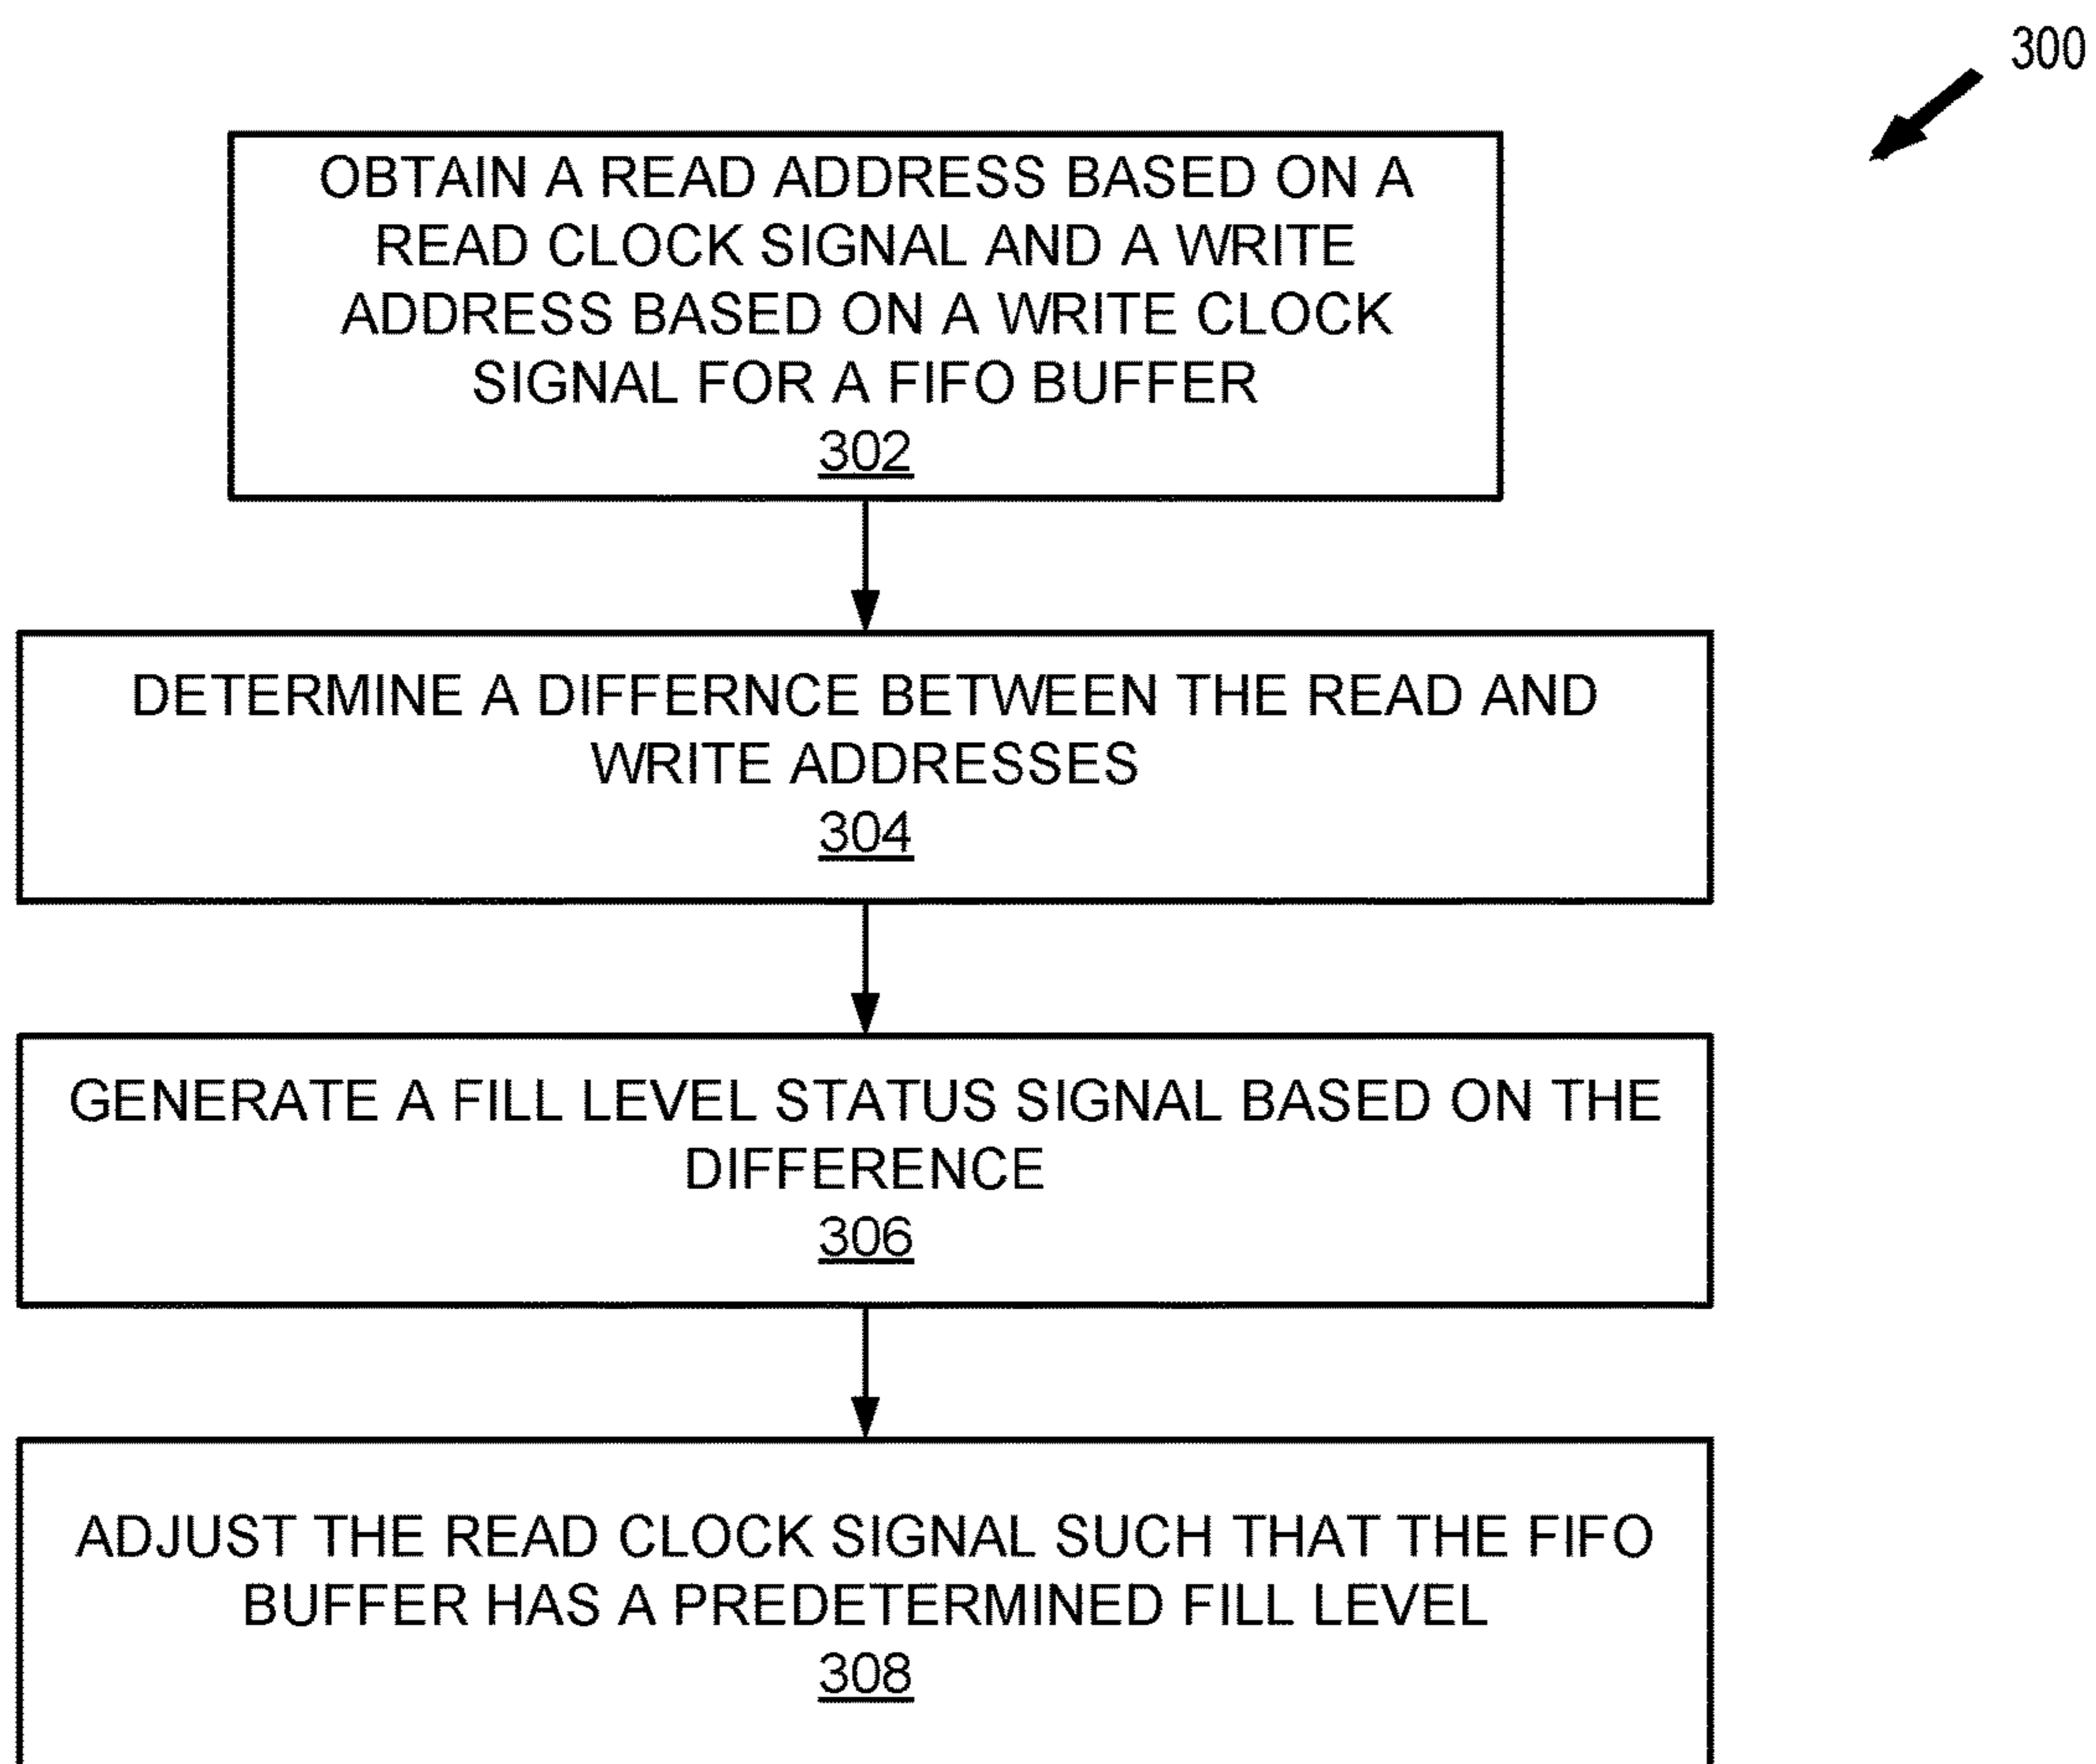 300
OBTAIN A READ ADDRESS BASED ON A
READ CLOCK SIGNAL AND A WRITE
ADDRESS BASED ON A WRITE CLOCK
SIGNAL FOR A FIFO BUFFER
302
DETERMINE A DIFFERNCE BETWEEN THE READ AND
WRITE ADDRESSES
304
GENERATE A FILL LEVEL STATUS SIGNAL BASED ON THE
DIFFERENCE
306
ADJUST THE READ CLOCK SIGNAL SUCH THAT THE FIFO
BUFFER HAS A PREDETERMINED FILL LEVEL
308